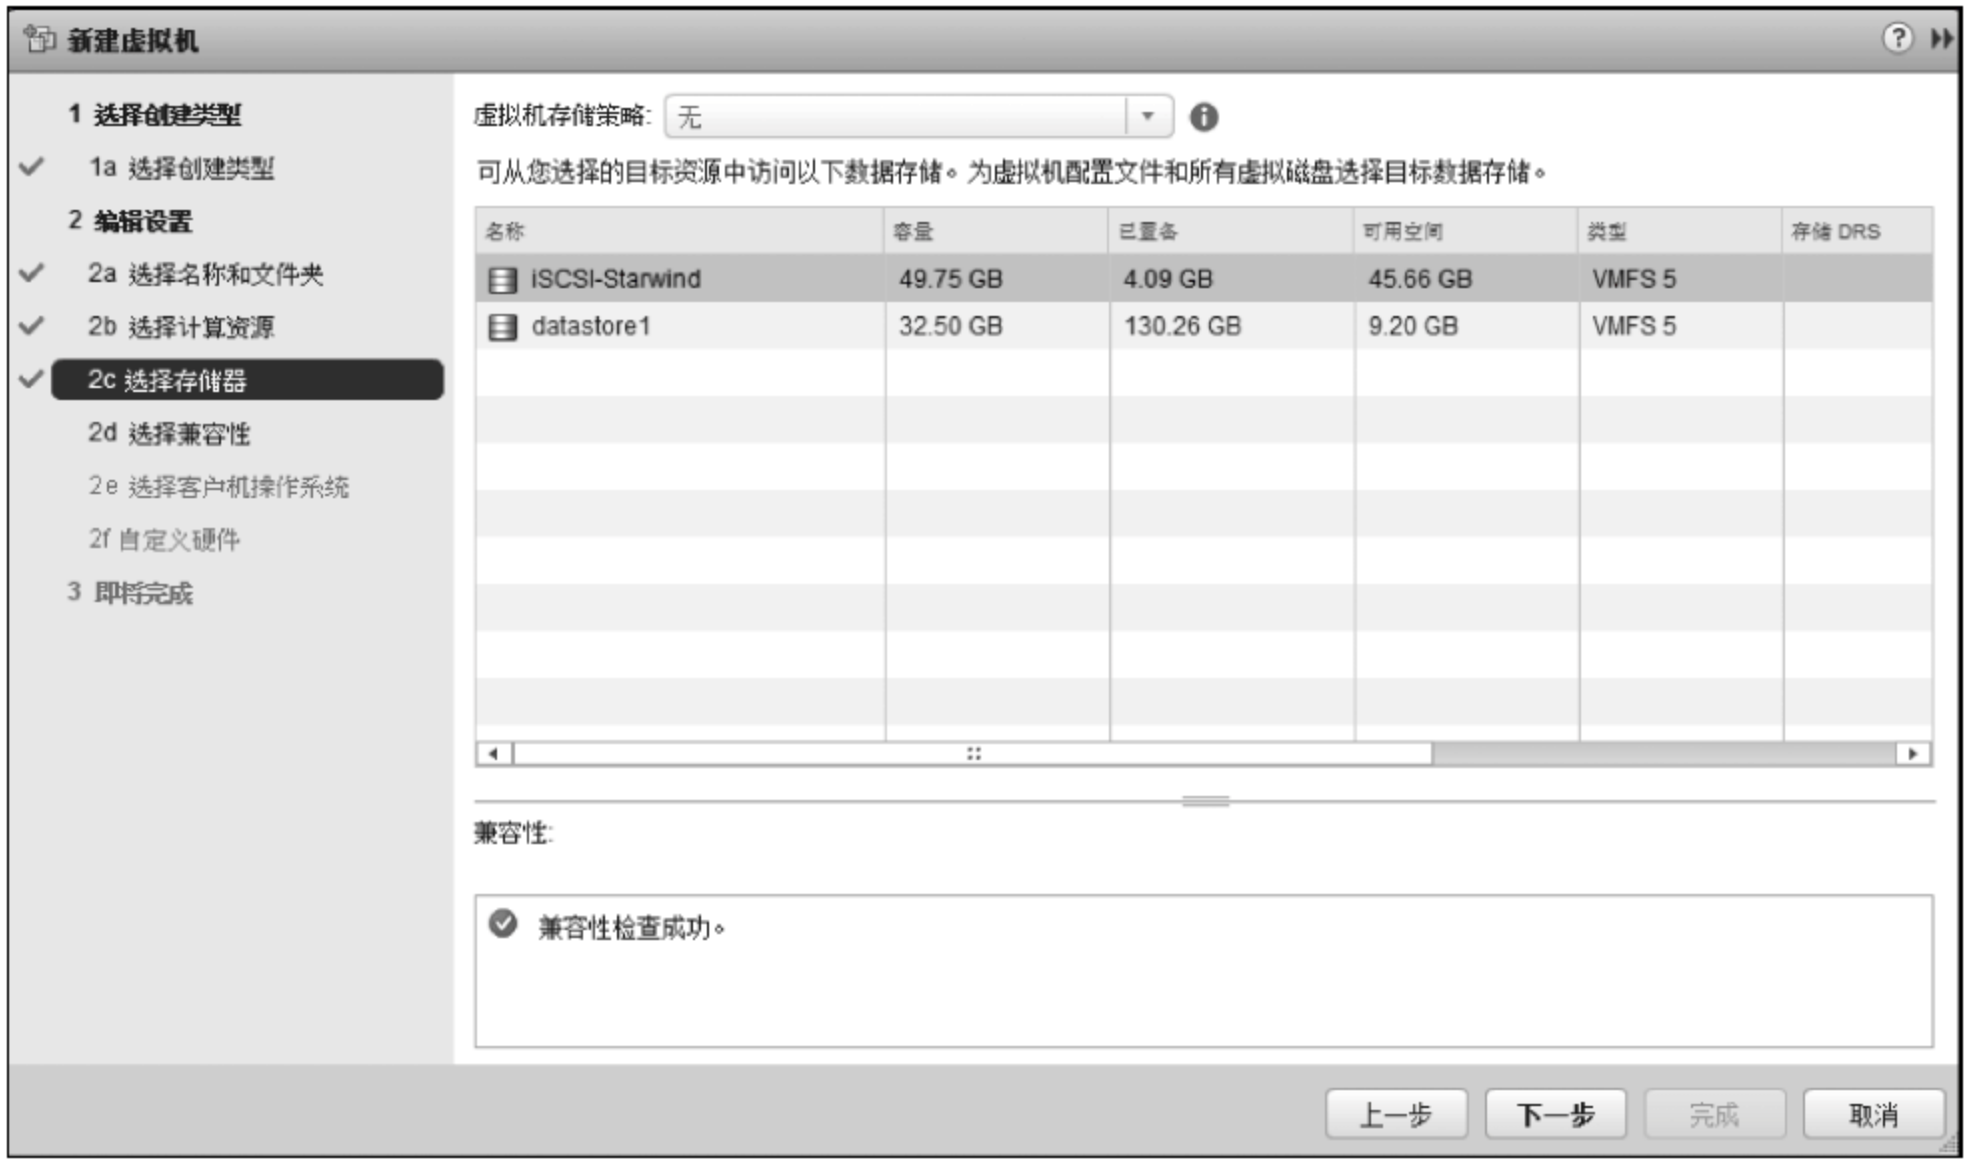 新建虚拟机
1 选择创建类型
1a 选择创建类型
2 编辑设置
2a 选择名称和文件夹
2b 选择计算资源
2c 选择存储器
2d 选择兼容性
2e 选择客户机操作系统
2f 自定义硬件
3 即将完成
虚拟机存储策略: 无
可从您选择的目标资源中访问以下数据存储。为虚拟机配置文件和所有虚拟磁盘选择目标数据存储。
名称 容量 已置备 可用空间 类型 存储 DRS
iSCSI-Starwind 49.75 GB 4.09 GB 45.66 GB VMFS 5
datastore1 32.50 GB 130.26 GB 9.20 GB VMFS 5
兼容性:
兼容性检查成功。
上一步 下一步 完成 取消